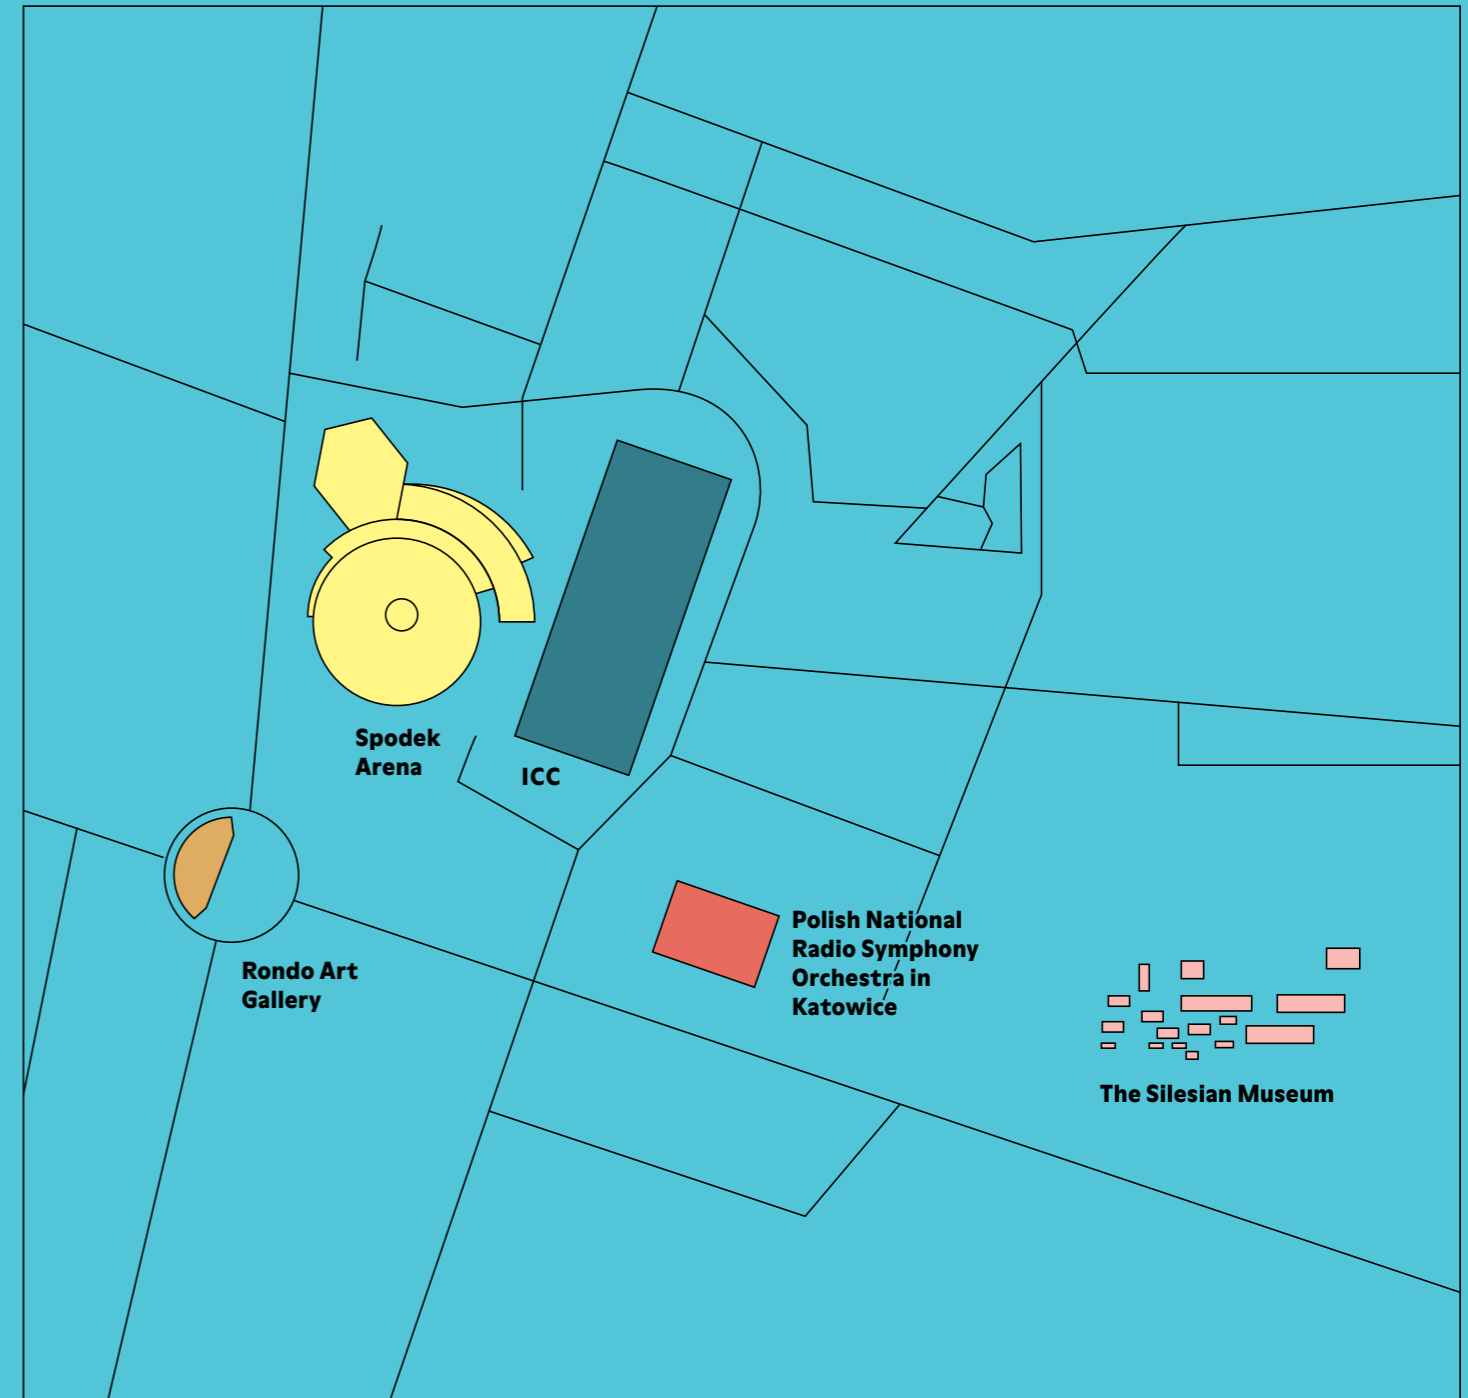 Spodek
Arena
ICC
Polish National
Radio Symphony
Orchestra in
Katowice
Rondo Art
Gallery
The Silesian Museum